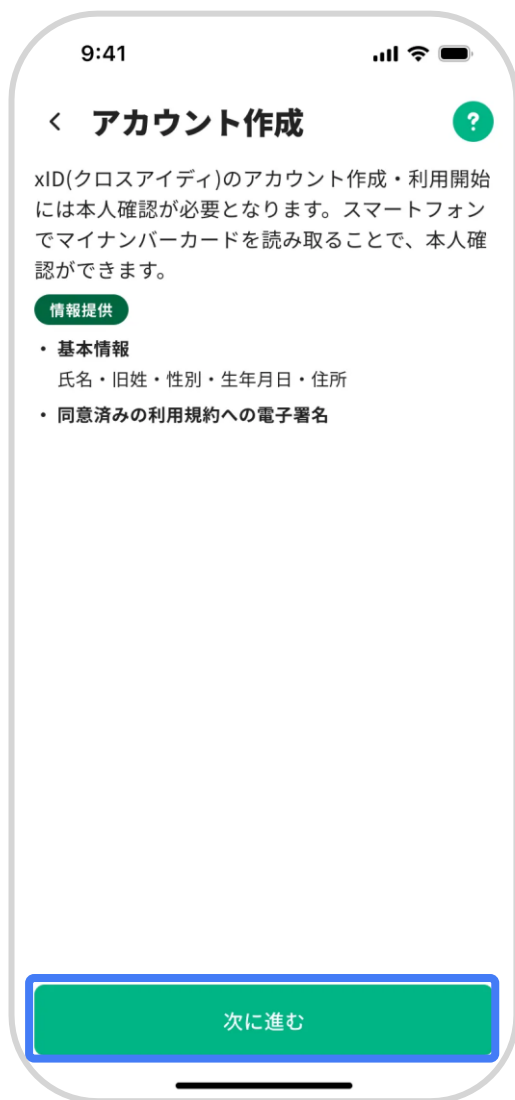 9:41
アカウント作成
?
xID(クロスアイディ)のアカウント作成・利用開始
には本人確認が必要となります。スマートフォン
でマイナンバーカードを読み取ることで、本人確
認ができます。
情報提供
・基本情報
氏名・旧姓・性別・生年月日・住所
・同意済みの利用規約への電子署名
次に進む